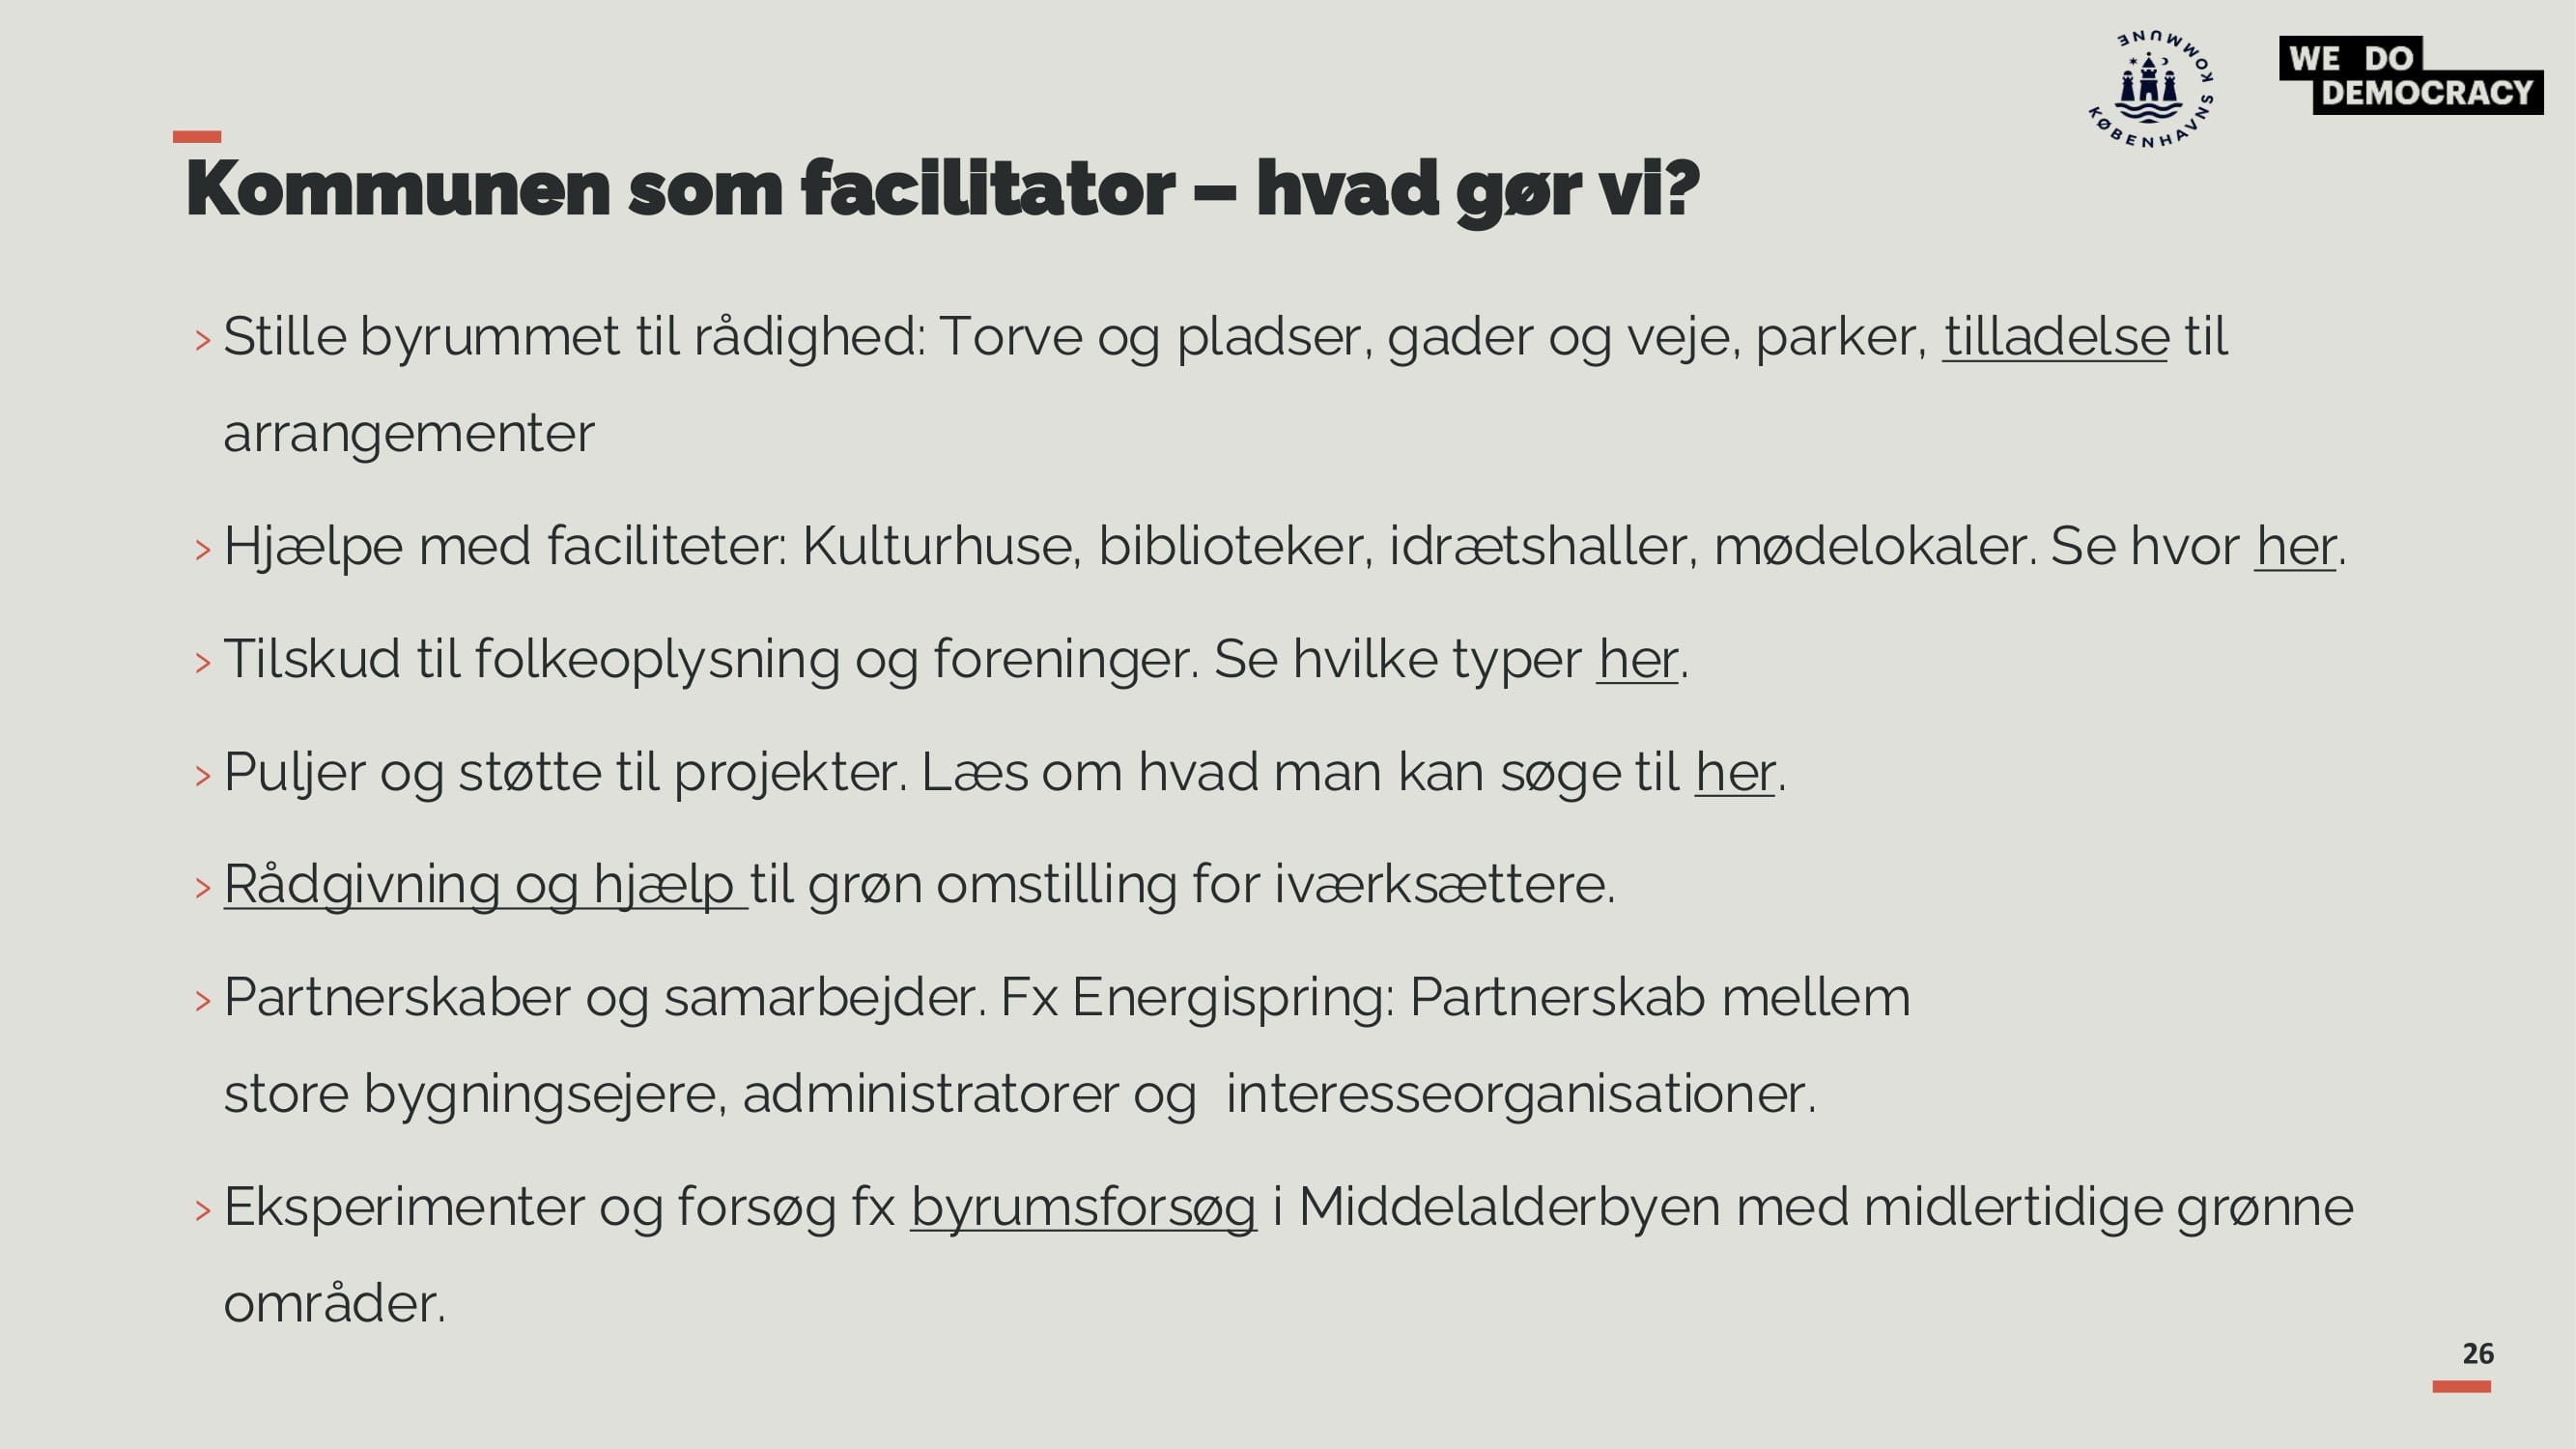 KØBENHAVNS KOMMUNE
WE DO
DEMOCRACY
Kommunen som facilitator – hvad gør vi?
› Stille byrummet til rådighed: Torve og pladser, gader og veje, parker, tilladelse til
arrangementer
› Hjælpe med faciliteter: Kulturhuse, biblioteker, idrætshaller, mødelokaler. Se hvor her.
› Tilskud til folkeoplysning og foreninger. Se hvilke typer her.
› Puljer og støtte til projekter. Læs om hvad man kan søge til her.
› Rådgivning og hjælp til grøn omstilling for iværksættere.
› Partnerskaber og samarbejder. Fx Energispring: Partnerskab mellem
store bygningsejere, administratorer og  interesseorganisationer.
› Eksperimenter og forsøg fx byrumsforsøg i Middelalderbyen med midlertidige grønne
områder.
26